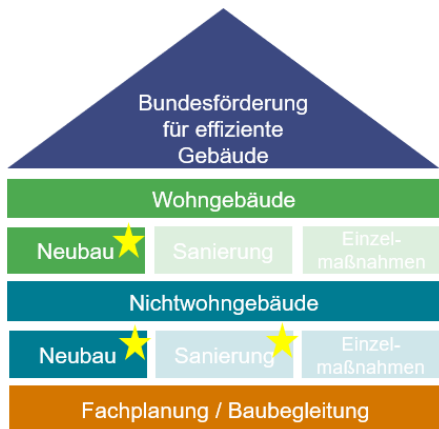 Bundesförderung
für effiziente
Gebäude
Wohngebäude
Neubau
Sanierung
Einzel-
maßnahmen
Nichtwohngebäude
Neubau
Sanierung
Einzel-
maßnahmen
Fachplanung / Baubegleitung